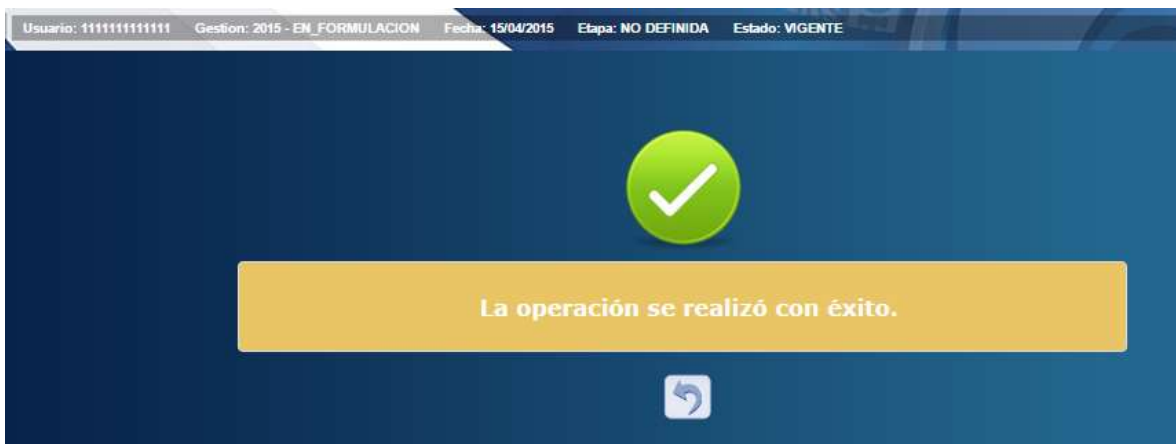 Usuario: 1111111111111 Gestion: 2015 - EN_FORMULACION Fecha: 15/04/2015 Etapa: NO DEFINIDA Estado: VIGENTE
La operación se realizó con éxito.